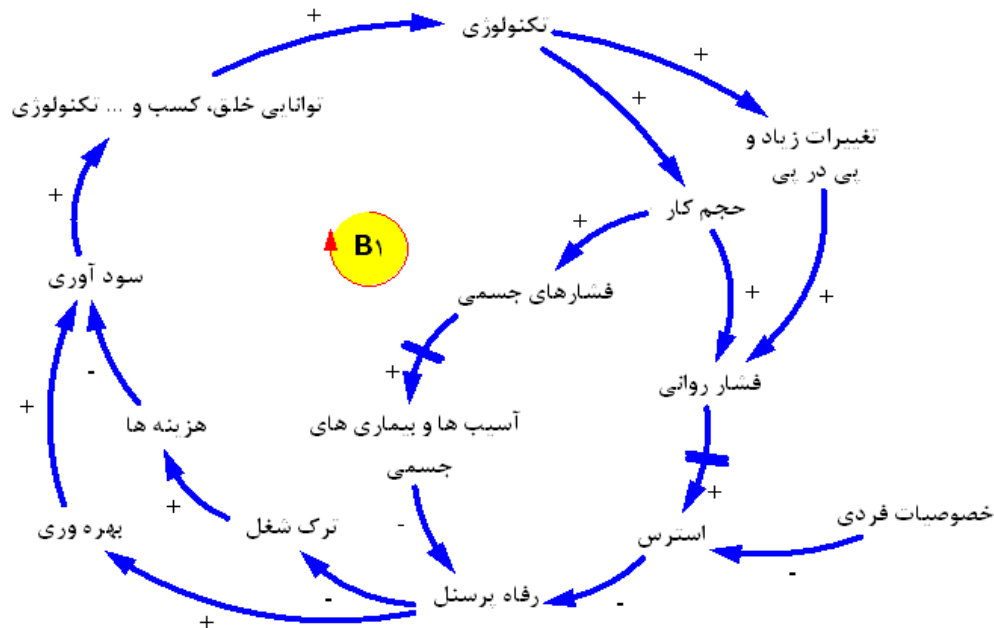 +
تکنولوژی
+
+
توانایی خلق، کسب و ... تکنولوژی
تغییرات زیاد و
پی در پی
+
حجم کار
+
B۱
سود آوری
فشارهای جسمی
+
+
-
+
فشار روانی
+
آسیب ها و بیماری های
جسمی
هزینه ها
+
+
خصوصیات فردی
ترک شغل
بهره وری
-
استرس
-
-
-
رفاه پرسنل
+